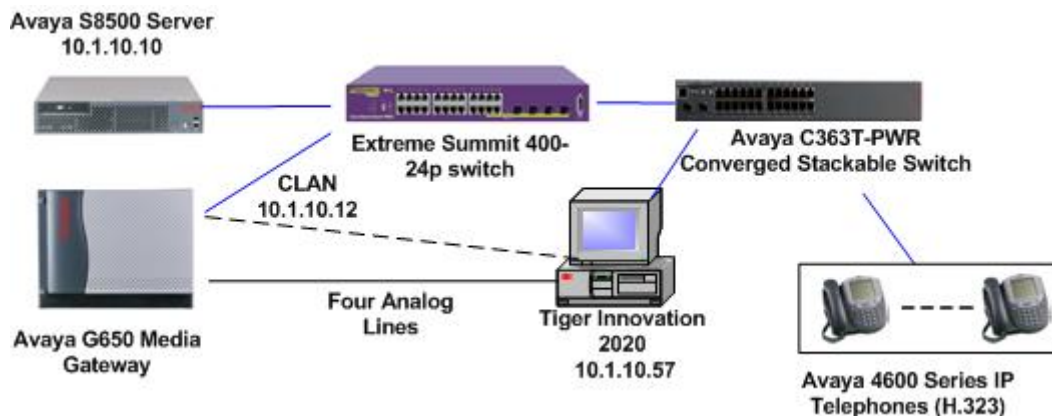 Avaya S8500 Server
10.1.10.10
Extreme Summit 400-
24p switch
Avaya C363T-PWR
Converged Stackable Switch
CLAN
10.1.10.12
Four Analog
Lines
Avaya G650 Media
Gateway
Tiger Innovation
2020
10.1.10.57
Avaya 4600 Series IP
Telephones (H.323)